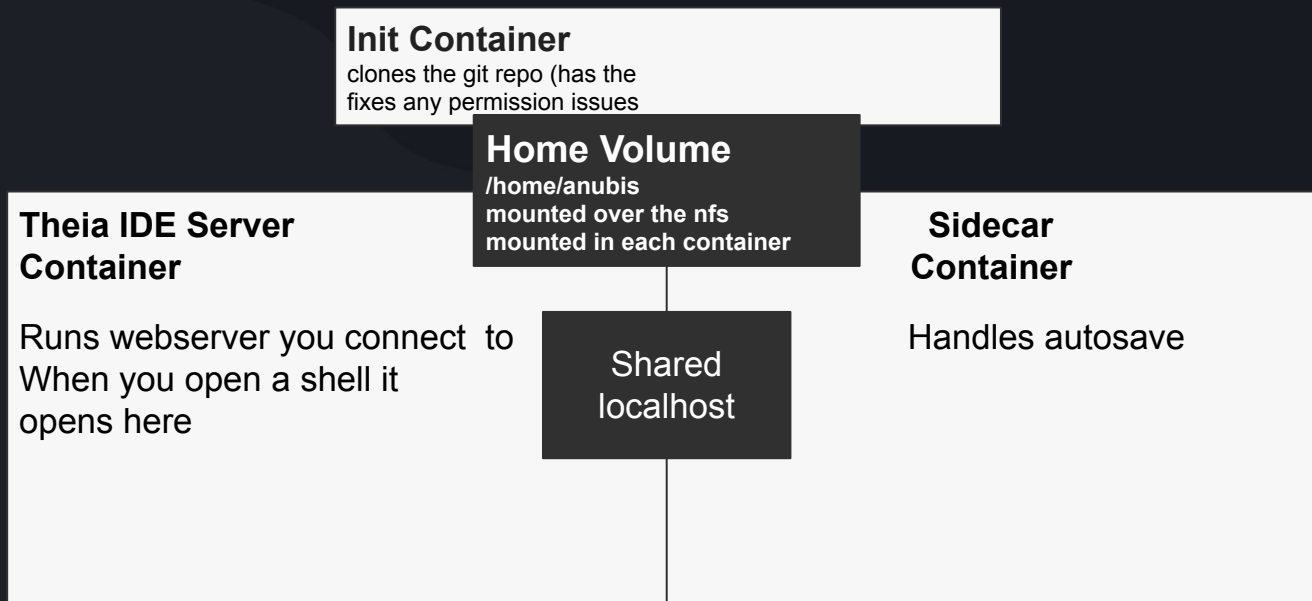 Init Container
clones the git repo (has the
fixes any permission issues
Home Volume
/home/anubis
mounted over the nfs
mounted in each container
Theia IDE Server
Container
Runs webserver you connect to
When you open a shell it
opens here
Shared
localhost
Sidecar
Container
Handles autosave